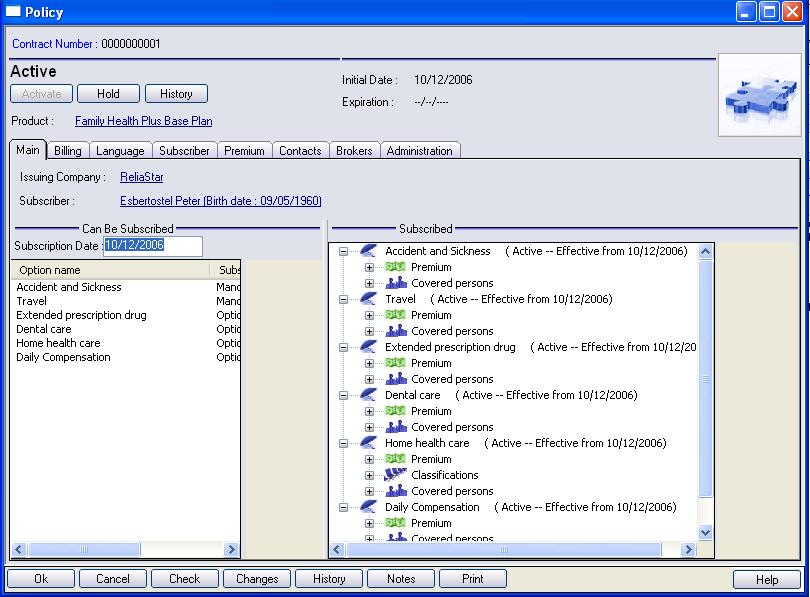 Policy
Contract Number : 0000000001
Active
Activate Hold History
Initial Date : 10/12/2006
Expiration : --/--/----
Product : Family Health Plus Base Plan
Main Billing Language Subscriber Premium Contacts Brokers Administration
Issuing Company : ReliaStar
Subscriber : Esbertostel Peter (Birth date : 09/05/1960)
Can Be Subscribed
Subscription Date : 10/12/2006
Option name Subs
Accident and Sickness Mand
Travel Mand
Extended prescription drug Optic
Dental care Optic
Home health care Optic
Daily Compensation Optic
Subscribed
Accident and Sickness ( Active -- Effective from 10/12/2006)
Premium
Covered persons
Travel ( Active -- Effective from 10/12/2006)
Premium
Covered persons
Extended prescription drug ( Active -- Effective from 10/12/20
Premium
Covered persons
Dental care ( Active -- Effective from 10/12/2006)
Premium
Covered persons
Home health care ( Active -- Effective from 10/12/2006)
Premium
Classifications
Covered persons
Daily Compensation ( Active -- Effective from 10/12/2006)
Premium
Covered persons
Ok Cancel Check Changes History Notes Print Help